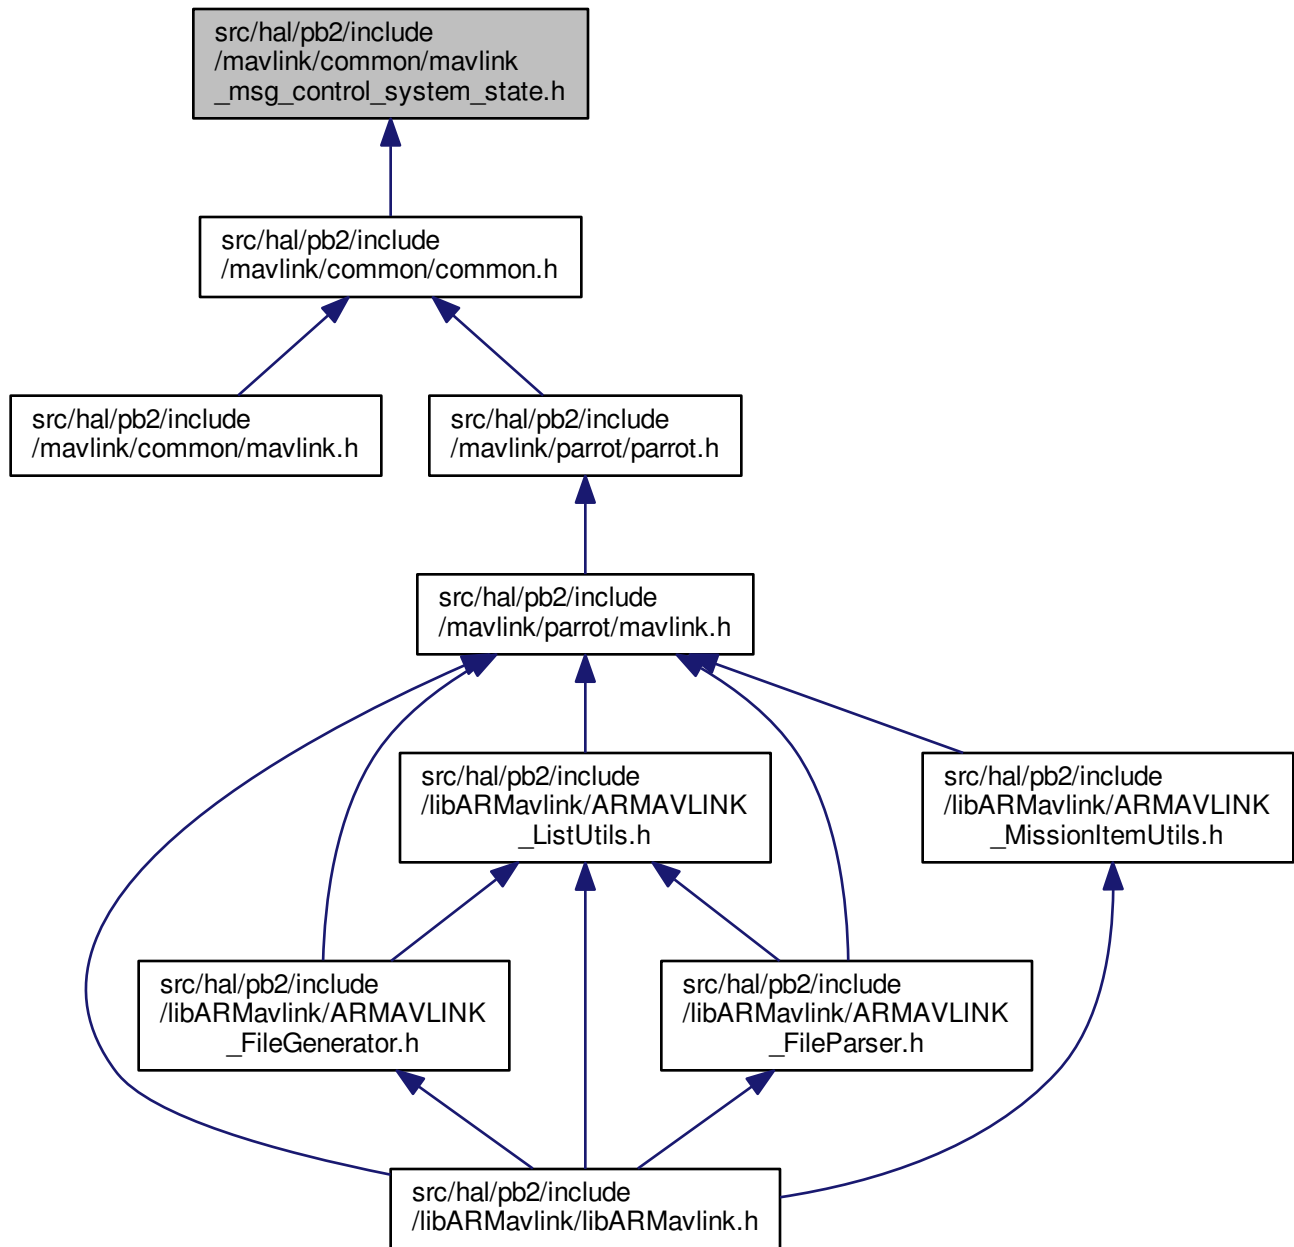 src/hal/pb2/include
/mavlink/common/mavlink
_msg_control_system_state.h
src/hal/pb2/include
/mavlink/common/common.h
src/hal/pb2/include
/mavlink/common/mavlink.h
src/hal/pb2/include
/mavlink/parrot/parrot.h
src/hal/pb2/include
/mavlink/parrot/mavlink.h
src/hal/pb2/include
/libARMavlink/ARMAVLINK
_ListUtils.h
src/hal/pb2/include
/libARMavlink/ARMAVLINK
_MissionItemUtils.h
src/hal/pb2/include
/libARMavlink/ARMAVLINK
_FileGenerator.h
src/hal/pb2/include
/libARMavlink/ARMAVLINK
_FileParser.h
src/hal/pb2/include
/libARMavlink/libARMavlink.h